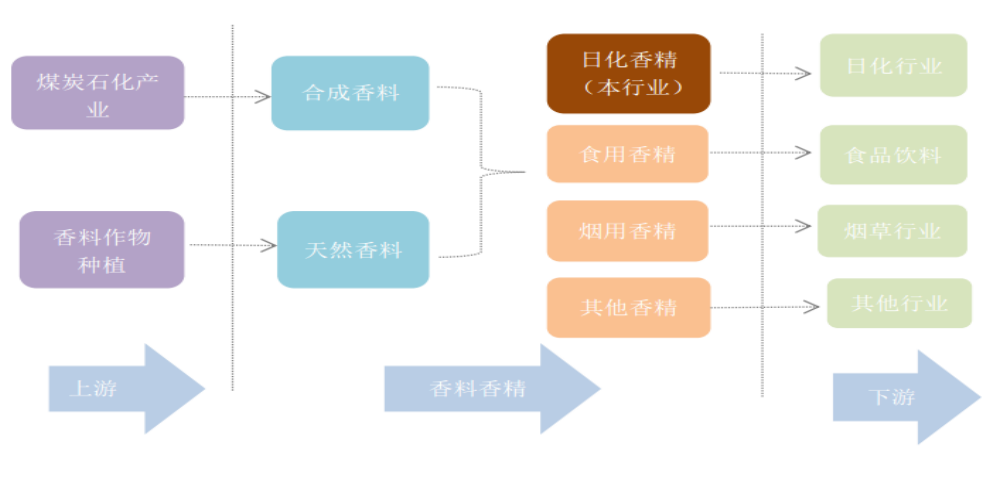 煤炭石化产
业
合成香料
日化香精
（本行业）
日化行业
食用香精
食品饮料
香料作物
种植
天然香料
烟用香精
烟草行业
其他香精
其他行业
上游
香料香精
下游